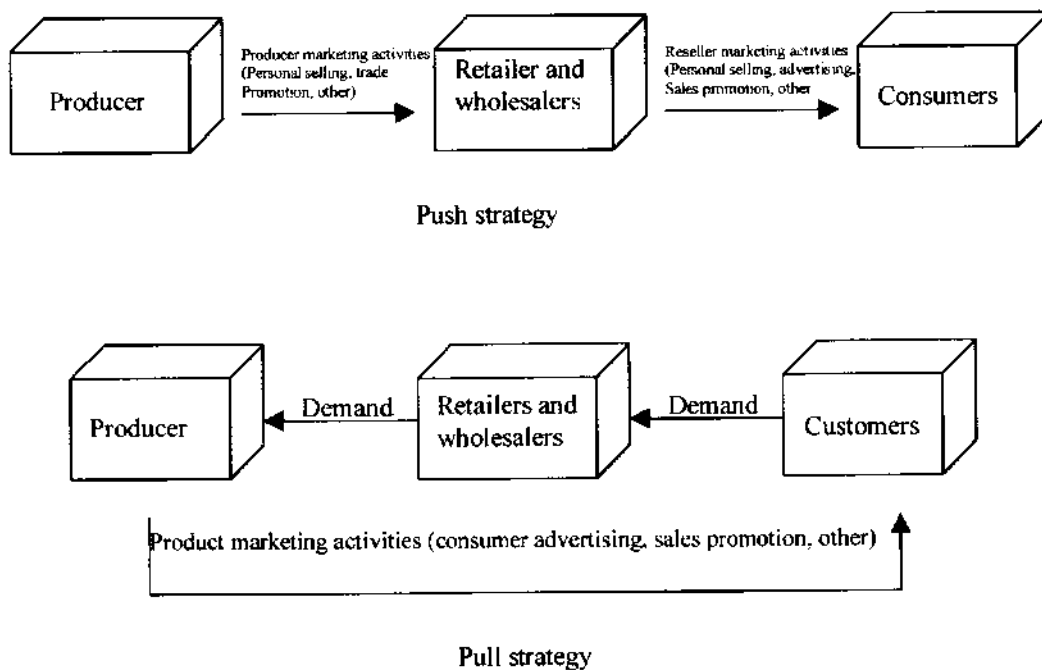 Producer
Producer marketing activities
(Personal selling, trade
Promotion, other)
Retailer and
wholesalers
Reseller marketing activities
(Personal selling, advertising,
Sales promotion, other
Consumers
Push strategy
Producer
Demand
Retailers and
wholesalers
Demand
Customers
Product marketing activities (consumer advertising, sales promotion, other)
Pull strategy